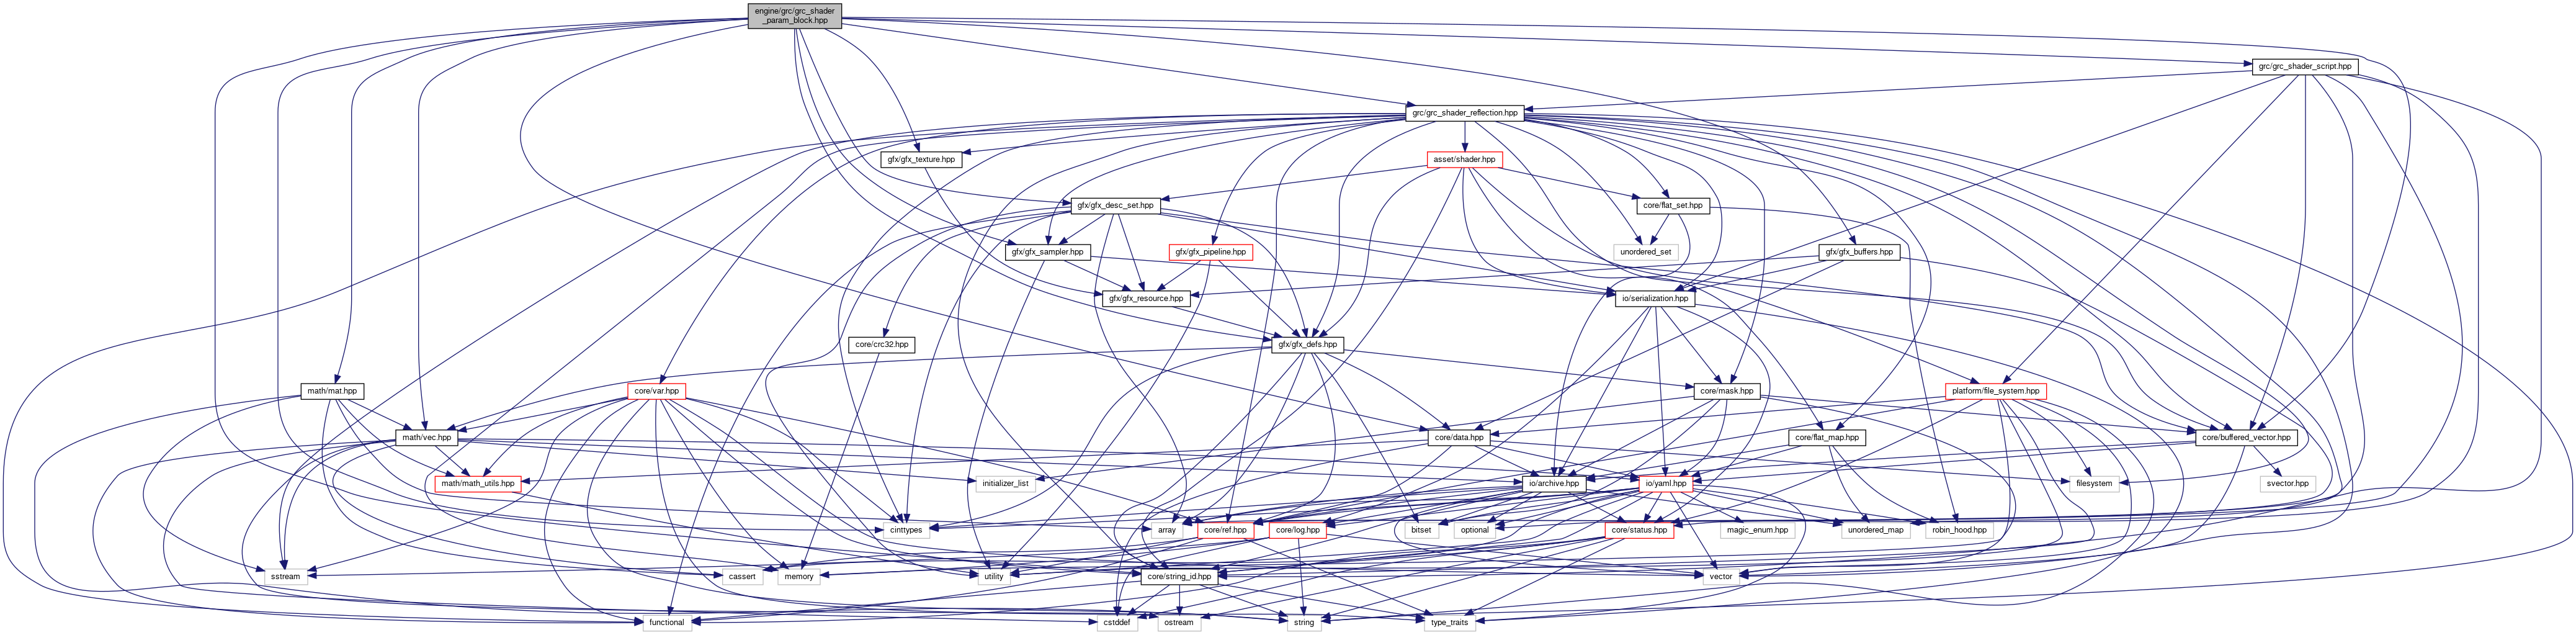 engine/grc/grc_shader
_param_block.hpp
grc/grc_shader_script.hpp
grc/grc_shader_reflection.hpp
gfx/gfx_texture.hpp
asset/shader.hpp
gfx/gfx_desc_set.hpp
core/flat_set.hpp
gfx/gfx_sampler.hpp
gfx/gfx_pipeline.hpp
unordered_set
gfx/gfx_buffers.hpp
gfx/gfx_resource.hpp
io/serialization.hpp
core/crc32.hpp
gfx/gfx_defs.hpp
math/mat.hpp
core/var.hpp
core/mask.hpp
platform/file_system.hpp
math/vec.hpp
core/data.hpp
core/flat_map.hpp
core/buffered_vector.hpp
math/math_utils.hpp
initializer_list
io/archive.hpp
io/yaml.hpp
filesystem
svector.hpp
cinttypes
array
core/ref.hpp
core/log.hpp
bitset
optional
core/status.hpp
magic_enum.hpp
unordered_map
robin_hood.hpp
sstream
cassert
memory
utility
core/string_id.hpp
vector
functional
cstddef
ostream
string
type_traits